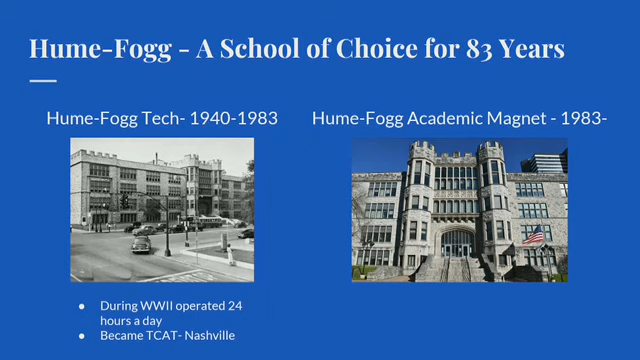 Hume-Fogg - A School of Choice for 83 Years
Hume-Fogg Tech- 1940-1983
Hume-Fogg Academic Magnet - 1983-
● During WWII operated 24
hours a day
● Became TCAT- Nashville